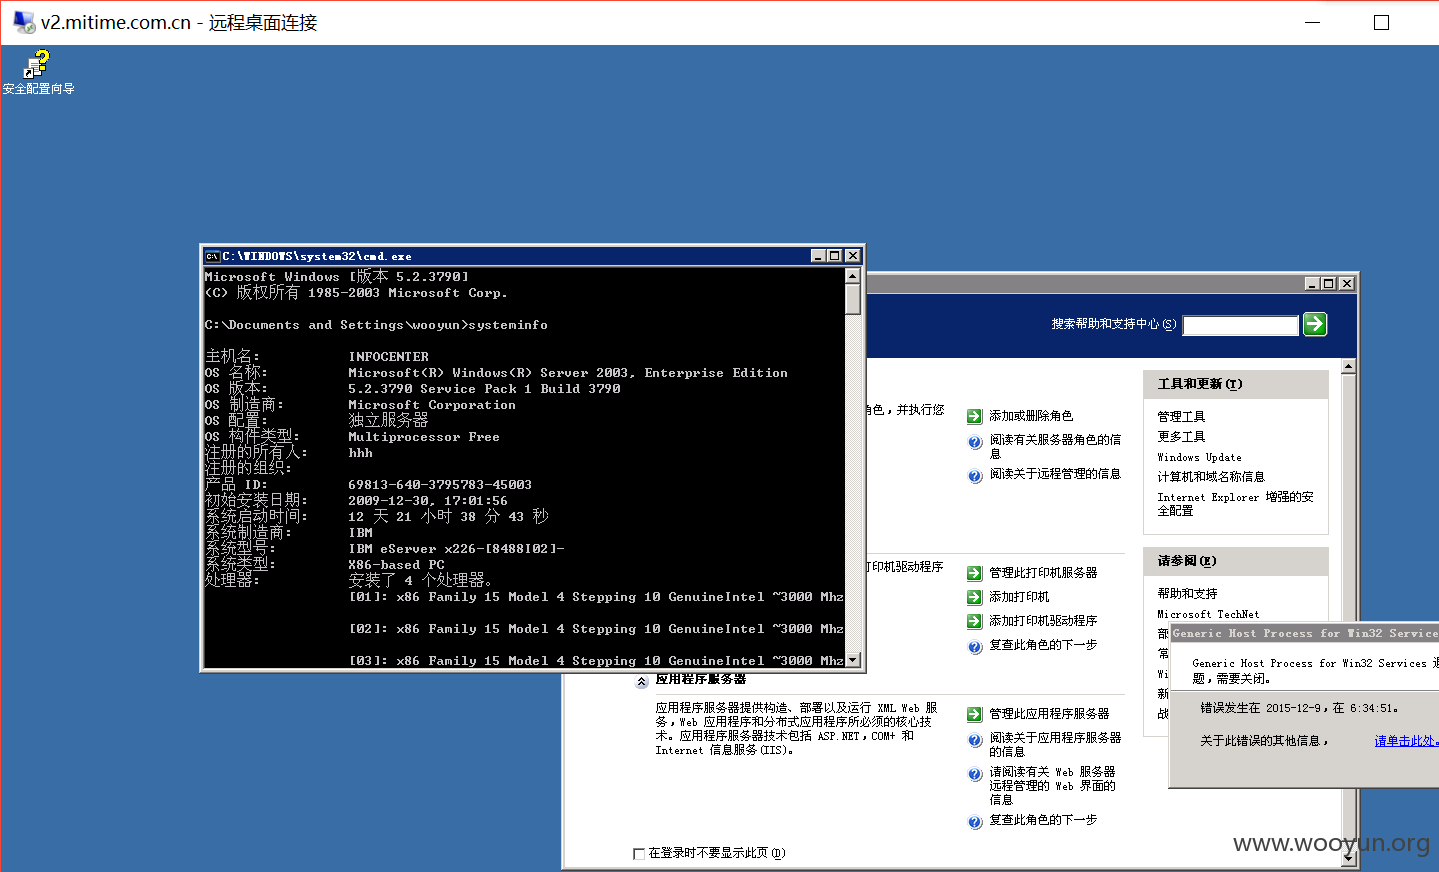 v2.mitime.com.cn - 远程桌面连接
安全配置向导
C:\WINDOWS\system32\cmd.exe
Microsoft Windows [版本 5.2.3790]
(C) 版权所有 1985-2003 Microsoft Corp.
C:\Documents and Settings\wooyun>systeminfo
主机名: INFOCENTER
OS 名称: Microsoft(R) Windows(R) Server 2003, Enterprise Edition
OS 版本: 5.2.3790 Service Pack 1 Build 3790
OS 制造商: Microsoft Corporation
OS 配置: 独立服务器
OS 构件类型: Multiprocessor Free
注册的所有人: hhh
注册的组织:
产品 ID: 69813-640-3795783-45003
初始安装日期: 2009-12-30, 17:01:56
系统启动时间: 12 天 21 小时 38 分 43 秒
系统制造商: IBM
系统型号: IBM eServer x226-[8488I02]-
系统类型: X86-based PC
处理器: 安装了 4 个处理器。
[01]: x86 Family 15 Model 4 Stepping 10 GenuineIntel ~3000 Mhz
[02]: x86 Family 15 Model 4 Stepping 10 GenuineIntel ~3000 Mhz
[03]: x86 Family 15 Model 4 Stepping 10 GenuineIntel ~3000 Mhz
搜索帮助和支持中心(S)
角色，并执行您
添加或删除角色
阅读有关服务器角色的信
息
阅读关于远程管理的信息
打印机驱动程序
管理此打印机服务器
添加打印机
添加打印机驱动程序
复查此角色的下一步
应用程序服务器
应用程序服务器提供构造、部署以及运行 XML Web 服
务，Web 应用程序和分布式应用程序所必须的核心技
术。应用程序服务器技术包括 ASP.NET，COM+ 和
Internet 信息服务(IIS)。
管理此应用程序服务器
阅读关于应用程序服务器
的信息
请阅读有关 Web 服务器
远程管理的 Web 界面的
信息
复查此角色的下一步
在登录时不要显示此页(D)
工具和更新(T)
管理工具
更多工具
Windows Update
计算机和域名称信息
Internet Explorer 增强的安
全配置
请参阅(E)
帮助和支持
Microsoft TechNet
部
常
Wi
新
战
Generic Host Process for Win32 Service
Generic Host Process for Win32 Services
题，需要关闭。
错误发生在 2015-12-9，在 6:34:51。
关于此错误的其他信息， 请单击此处。
www.wooyun.org